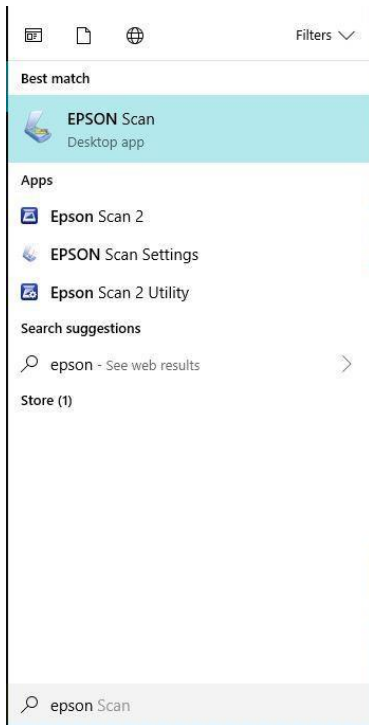 Filters
Best match
EPSON Scan
Desktop app
Apps
Epson Scan 2
EPSON Scan Settings
Epson Scan 2 Utility
Search suggestions
epson - See web results
Store (1)
epson Scan